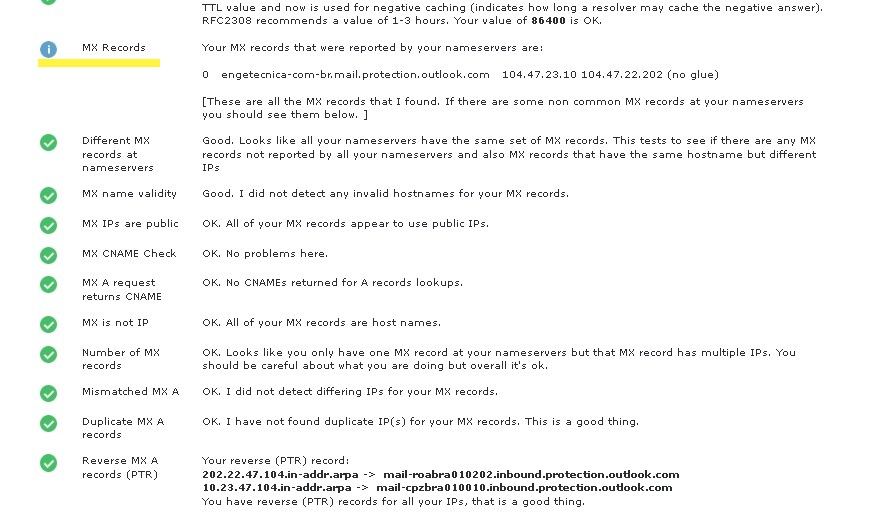 TTL value and now is used for negative caching (indicates how long a resolver may cache the negative answer).
RFC2308 recommends a value of 1-3 hours. Your value of 86400 is OK.
MX Records
Your MX records that were reported by your nameservers are:
0 engetecnica-com-br.mail.protection.outlook.com 104.47.23.10 104.47.22.202 (no glue)
[These are all the MX records that I found. If there are some non common MX records at your nameservers
you should see them below. ]
Different MX
records at
nameservers
Good. Looks like all your nameservers have the same set of MX records. This tests to see if there are any MX
records not reported by all your nameservers and also MX records that have the same hostname but different
IPs
MX name validity
Good. I did not detect any invalid hostnames for your MX records.
MX IPs are public
OK. All of your MX records appear to use public IPs.
MX CNAME Check
OK. No problems here.
MX A request
returns CNAME
OK. No CNAMEs returned for A records lookups.
MX is not IP
OK. All of your MX records are host names.
Number of MX
records
OK. Looks like you only have one MX record at your nameservers but that MX record has multiple IPs. You
should be careful about what you are doing but overall it's ok.
Mismatched MX A
OK. I did not detect differing IPs for your MX records.
Duplicate MX A
records
OK. I have not found duplicate IP(s) for your MX records. This is a good thing.
Reverse MX A
records (PTR)
Your reverse (PTR) record:
202.22.47.104.in-addr.arpa -> mail-roabra010202.inbound.protection.outlook.com
10.23.47.104.in-addr.arpa -> mail-cpzbra010010.inbound.protection.outlook.com
You have reverse (PTR) records for all your IPs, that is a good thing.